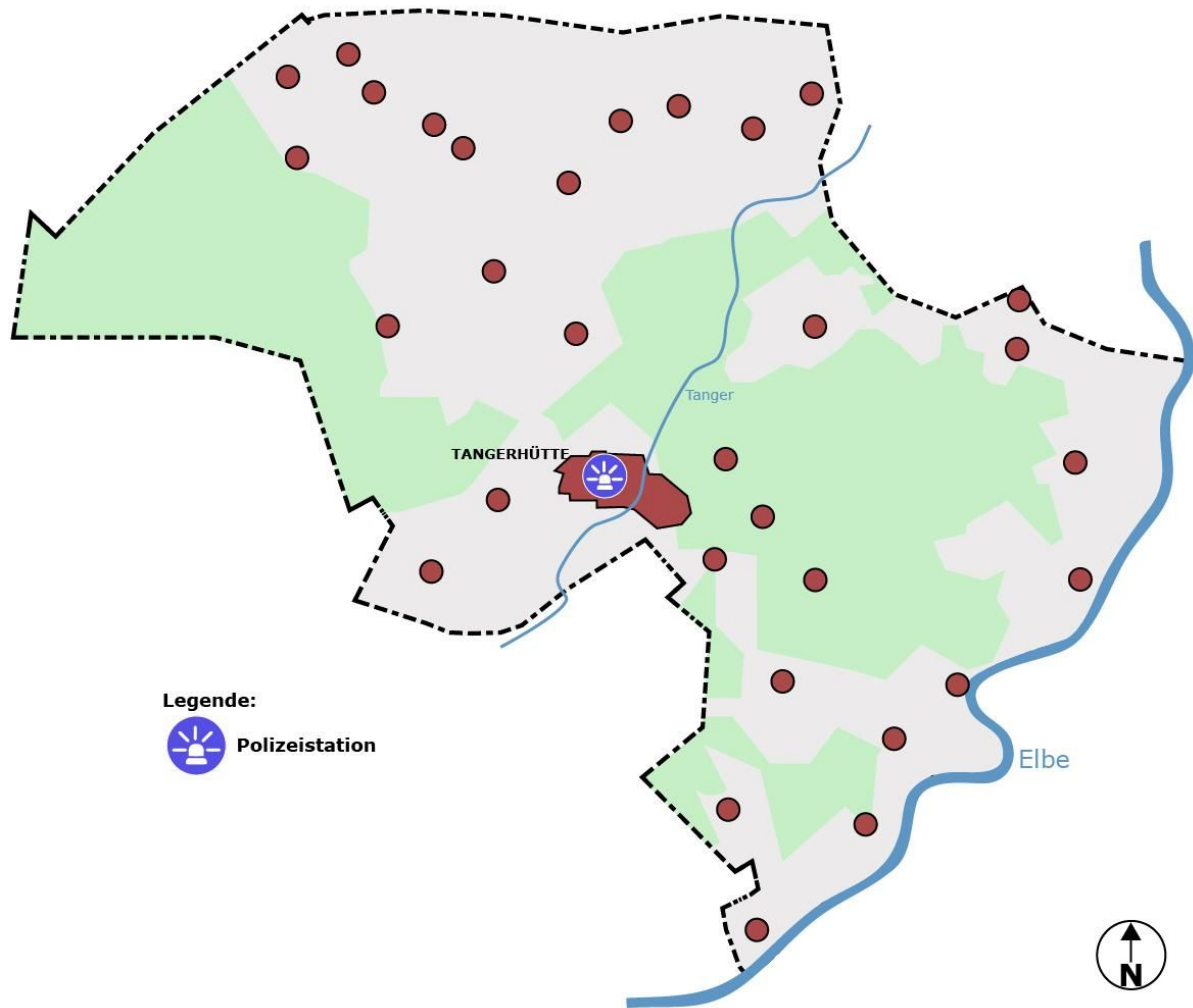 Tanger
TANGERHÜTTE
Legende:
Polizeistation
Elbe
N